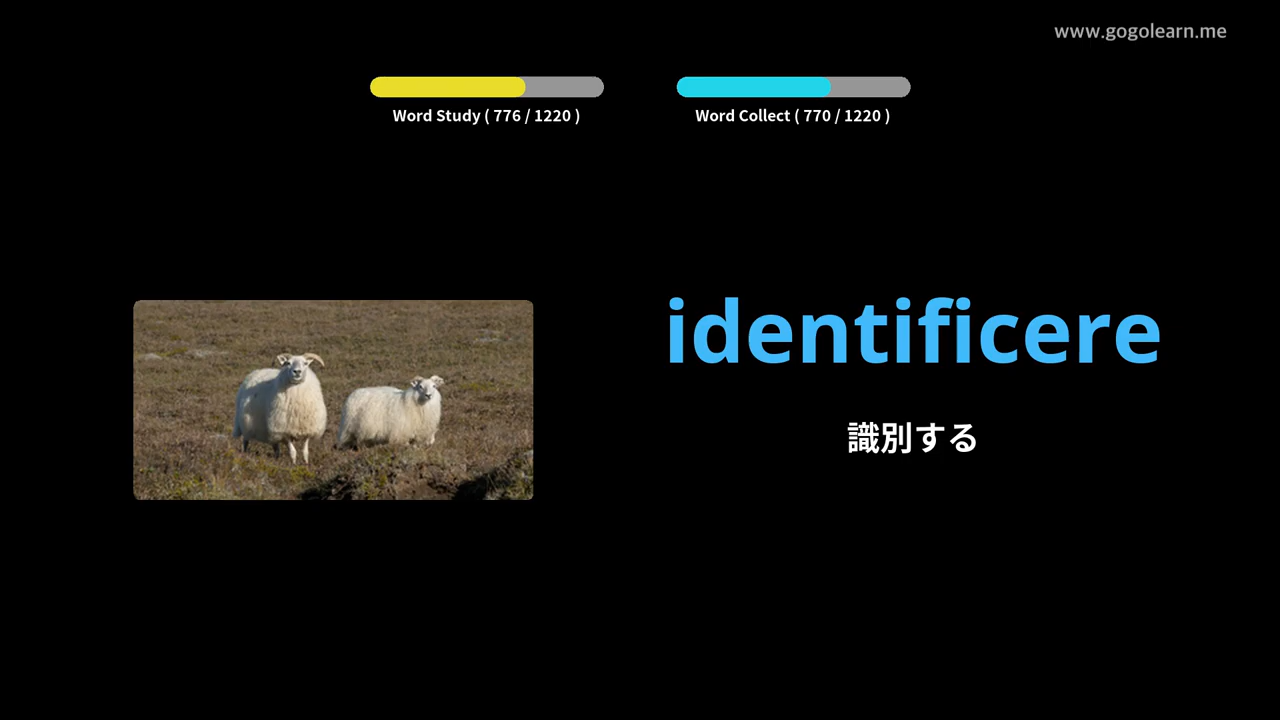 www.gogolearn.me
Word Study ( 776 / 1220 )
Word Collect ( 770 / 1220 )
identificere
識別する